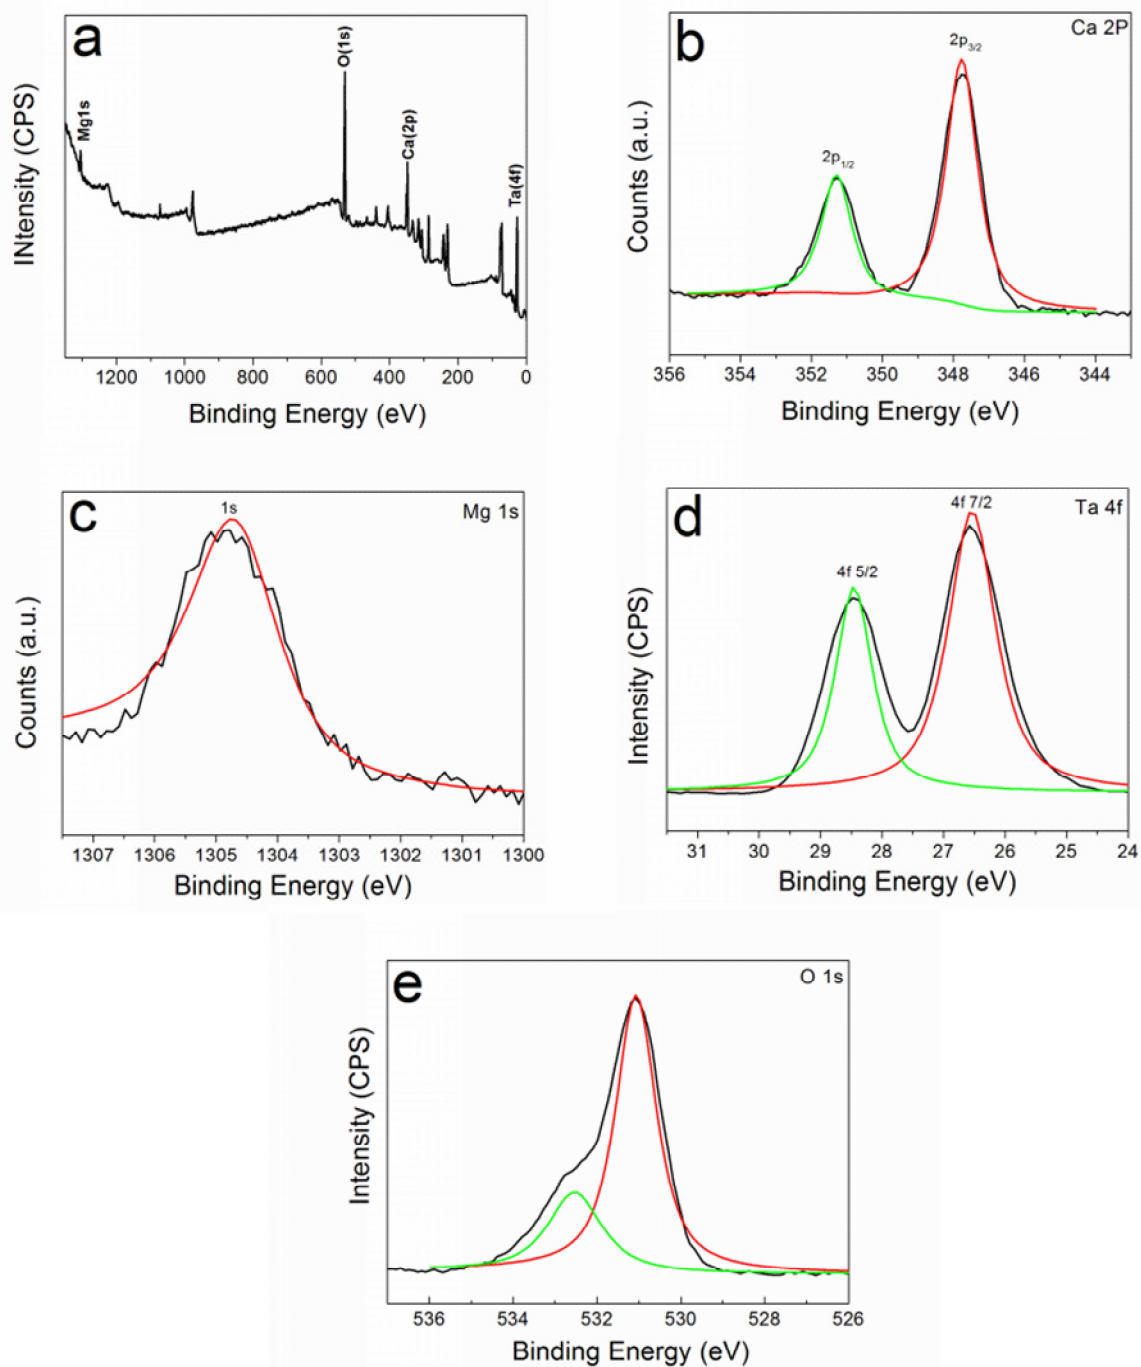 a
INtensity (CPS)
Mg1s
O(1s)
Ca(2p)
Ta(4f)
1200 1000 800 600 400 200 0
Binding Energy (eV)
b
Ca 2P
Counts (a.u.)
2p3/2
2p1/2
356 354 352 350 348 346 344
Binding Energy (eV)
c
Mg 1s
Counts (a.u.)
1s
1307 1306 1305 1304 1303 1302 1301 1300
Binding Energy (eV)
d
Ta 4f
Intensity (CPS)
4f 7/2
4f 5/2
31 30 29 28 27 26 25 24
Binding Energy (eV)
e
O 1s
Intensity (CPS)
536 534 532 530 528 526
Binding Energy (eV)